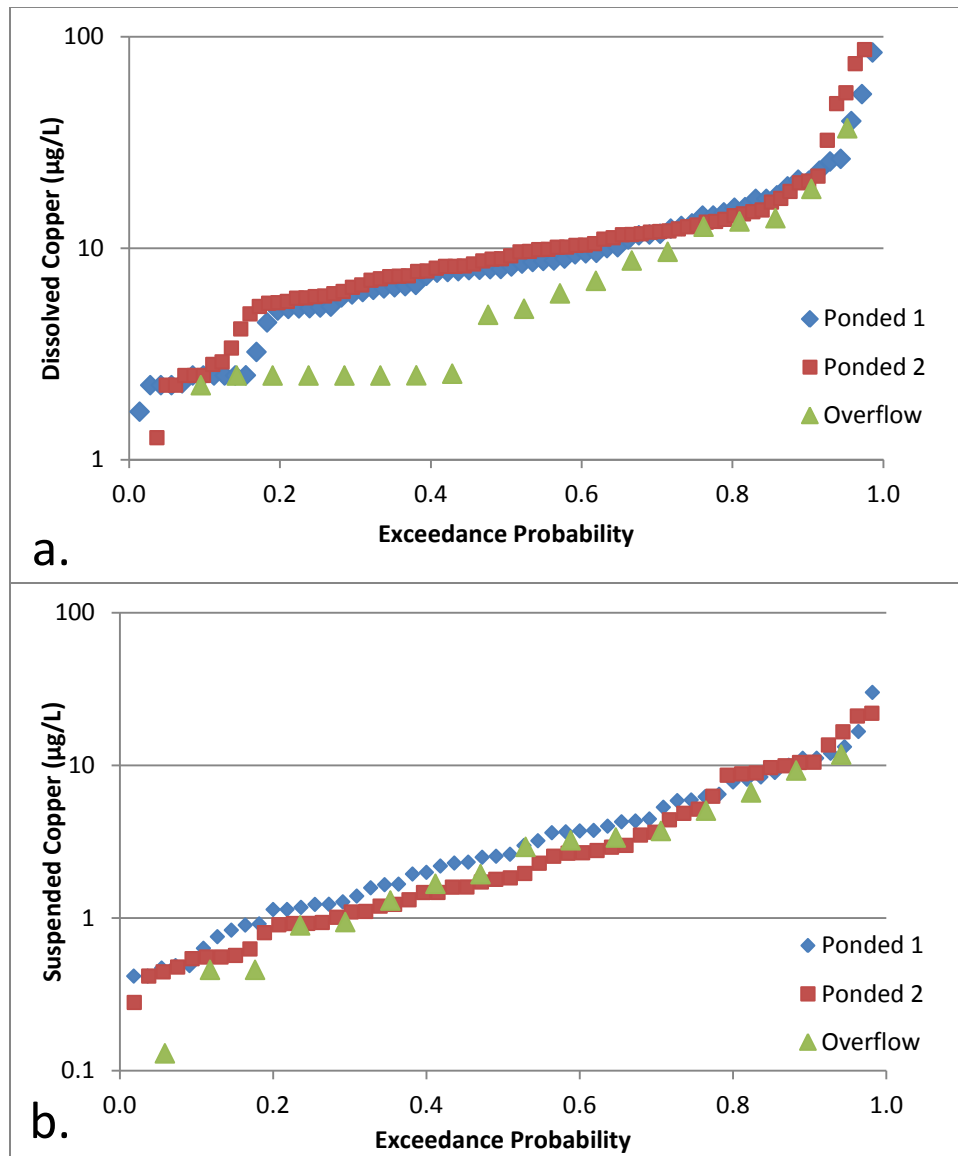 100
10
1
Dissolved Copper (µg/L)
0.0 0.2 0.4 0.6 0.8 1.0
Exceedance Probability
Ponded 1
Ponded 2
Overflow
a.
100
10
1
0.1
Suspended Copper (µg/L)
0.0 0.2 0.4 0.6 0.8 1.0
Exceedance Probability
Ponded 1
Ponded 2
Overflow
b.